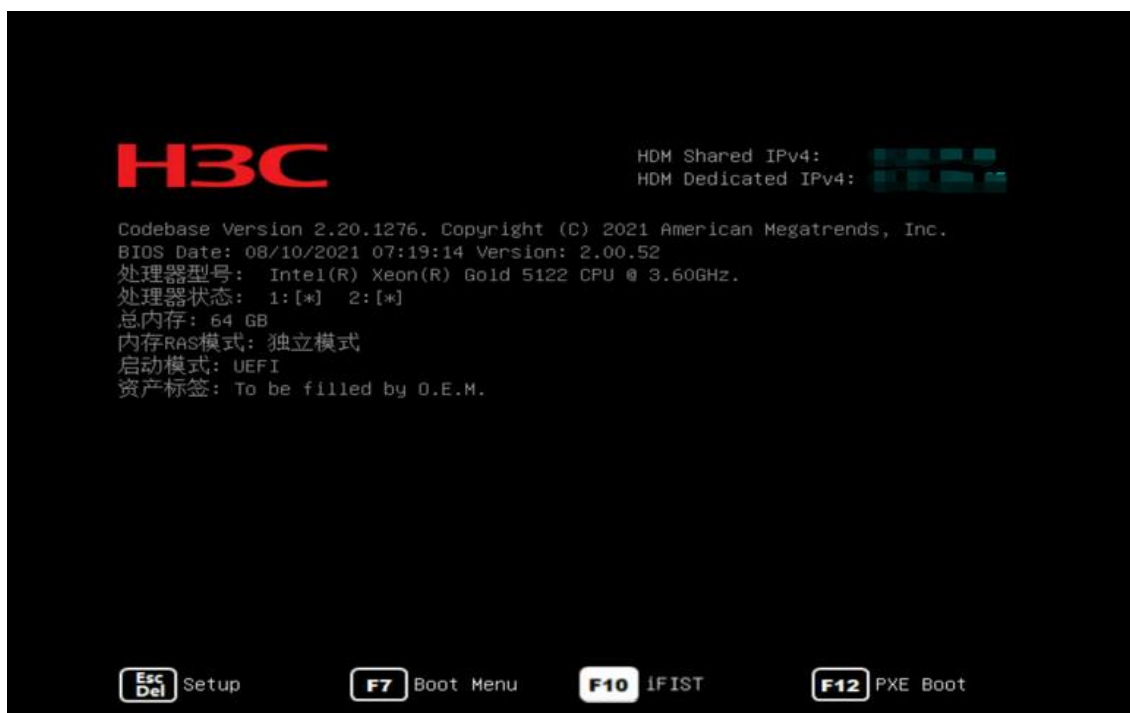 H3C
HDM Shared IPv4:
HDM Dedicated IPv4:
Codebase Version 2.20.1276. Copyright (C) 2021 American Megatrends, Inc.
BIOS Date: 08/10/2021 07:19:14 Version: 2.00.52
处理器型号: Intel(R) Xeon(R) Gold 5122 CPU @ 3.60GHz.
处理器状态: 1:[*] 2:[*]
总内存: 64 GB
内存RAS模式: 独立模式
启动模式: UEFI
资产标签: To be filled by O.E.M.
Esc Del Setup F7 Boot Menu F10 iFIST F12 PXE Boot